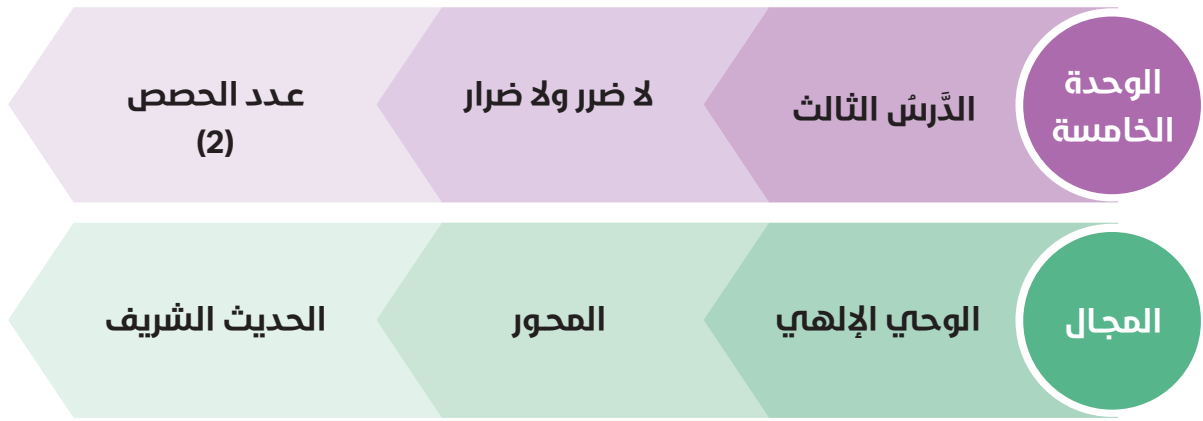 الوحدة
الخامسة
الدَّرسُ الثالث
لا ضرر ولا ضرار
عدد الحصص
(2)
المجال
الوحي الإلهي
المحور
الحديث الشريف